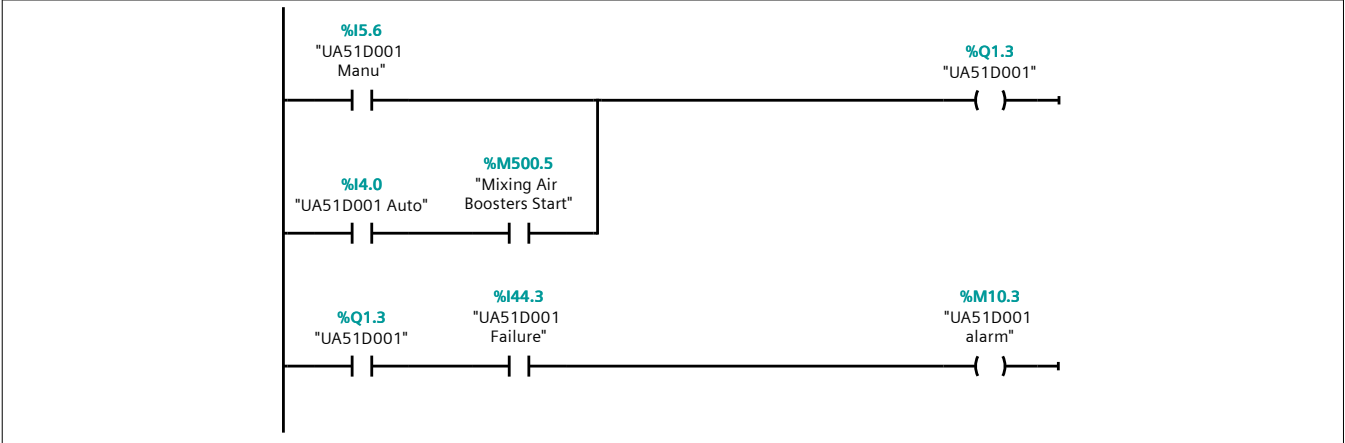 %I5.6
"UA51D001
Manu"
%Q1.3
"UA51D001"
%I4.0
"UA51D001 Auto"
%M500.5
"Mixing Air
Boosters Start"
%Q1.3
"UA51D001"
%I44.3
"UA51D001
Failure"
%M10.3
"UA51D001
alarm"